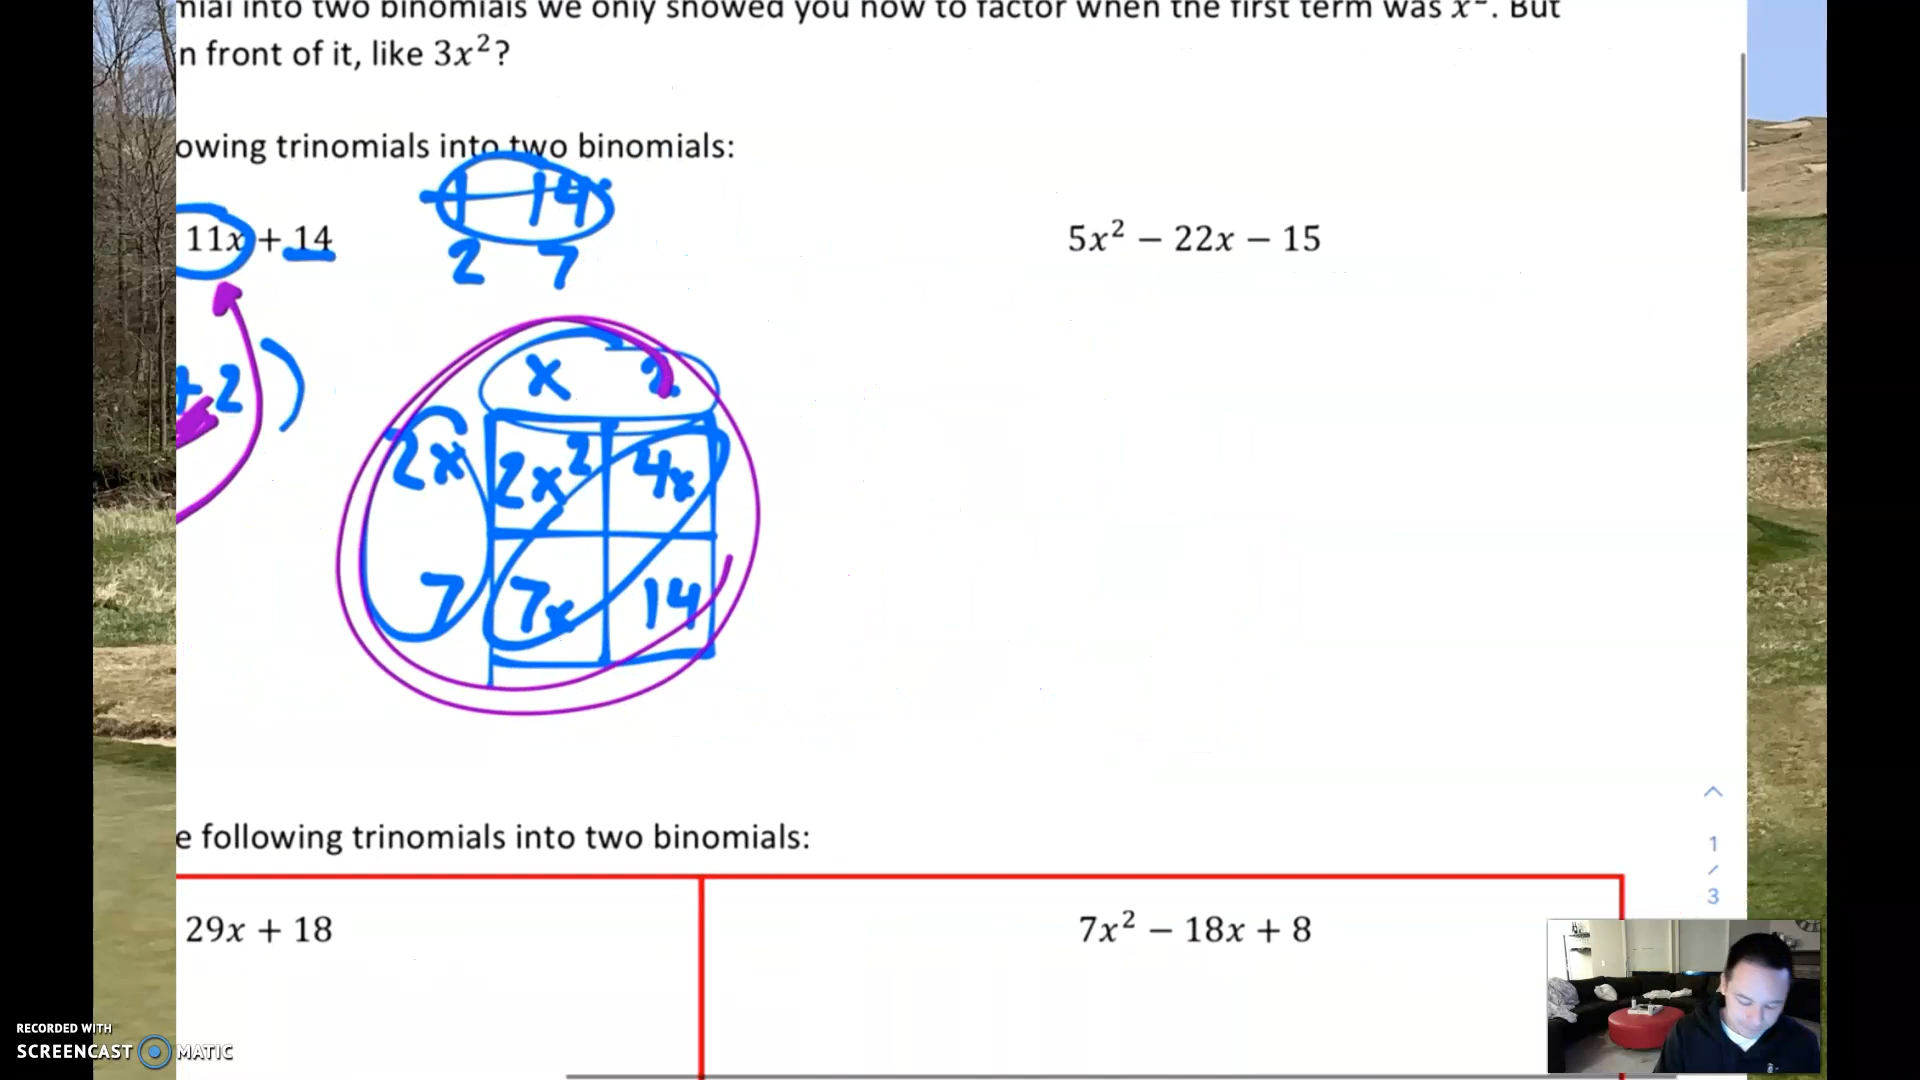 mial into two binomials we only showed you how to factor when the first term was x². But
n front of it, like 3x²?
owing trinomials into two binomials:
1 14
11x + 14
2 7
5x² − 22x − 15
+2)
x 2
2x 2x² 4x
7 7x 14
e following trinomials into two binomials:
29x + 18
7x² − 18x + 8
1
/
3
RECORDED WITH
SCREENCAST MATIC